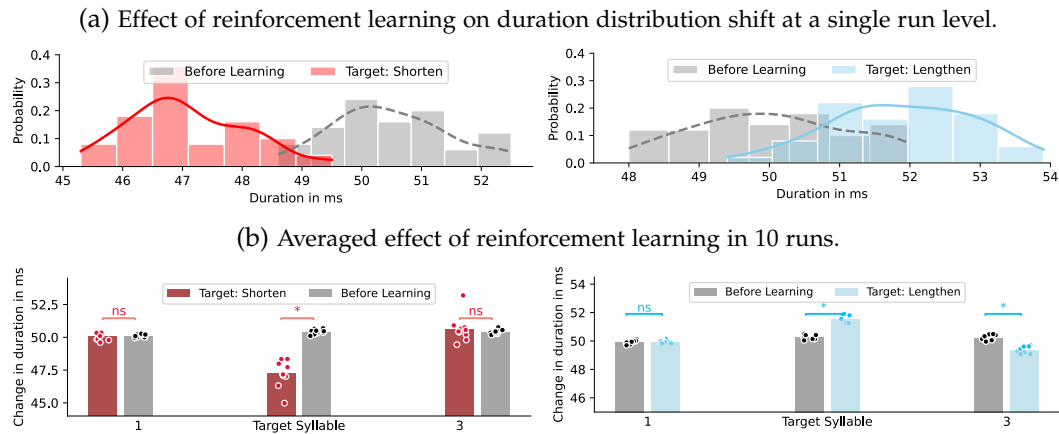 (a) Effect of reinforcement learning on duration distribution shift at a single run level.
0.4
0.3
0.2
0.1
0.0
Probability
Before Learning
Target: Shorten
45 46 47 48 49 50 51 52
Duration in ms
0.4
0.3
0.2
0.1
0.0
Probability
Before Learning
Target: Lengthen
48 49 50 51 52 53 54
Duration in ms
(b) Averaged effect of reinforcement learning in 10 runs.
Change in duration in ms
52.5
50.0
47.5
45.0
Target: Shorten
Before Learning
ns
*
ns
1 Target Syllable 3
Change in duration in ms
54
52
50
48
46
Before Learning
Target: Lengthen
ns
*
*
1 Target Syllable 3